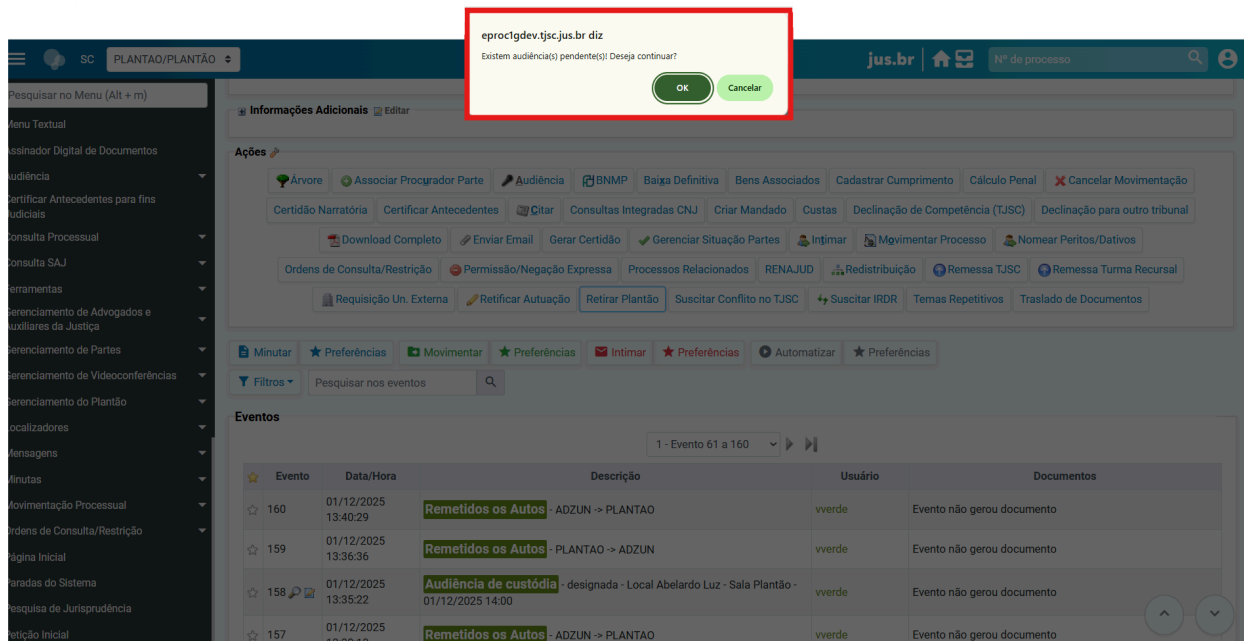 eproc1gdev.tjsc.jus.br diz
Existem audiência(s) pendente(s)! Deseja continuar?
OK
Cancelar
SC
PLANTAO/PLANTÃO
jus.br
Nº de processo
Pesquisar no Menu (Alt + m)
Menu Textual
Assinador Digital de Documentos
Audiência
Certificar Antecedentes para fins
Judiciais
Consulta Processual
Consulta SAJ
Ferramentas
Gerenciamento de Advogados e
Auxiliares da Justiça
Gerenciamento de Partes
Gerenciamento de Videoconferências
Gerenciamento do Plantão
Localizadores
Mensagens
Minutas
Movimentação Processual
Ordens de Consulta/Restrição
Página Inicial
Paradas do Sistema
Pesquisa de Jurisprudência
Petição Inicial
Informações Adicionais Editar
Ações
Árvore Associar Procurador Parte Audiência BNMP Baixa Definitiva Bens Associados Cadastrar Cumprimento Cálculo Penal Cancelar Movimentação
Certidão Narratória Certificar Antecedentes Citar Consultas Integradas CNJ Criar Mandado Custas Declinação de Competência (TJSC) Declinação para outro tribunal
Download Completo Enviar Email Gerar Certidão Gerenciar Situação Partes Intimar Movimentar Processo Nomear Peritos/Dativos
Ordens de Consulta/Restrição Permissão/Negação Expressa Processos Relacionados RENAJUD Redistribuição Remessa TJSC Remessa Turma Recursal
Requisição Un. Externa Retificar Autuação Retirar Plantão Suscitar Conflito no TJSC Suscitar IRDR Temas Repetitivos Traslado de Documentos
Minutar Preferências Movimentar Preferências Intimar Preferências Automatizar Preferências
Filtros Pesquisar nos eventos
Eventos
1 - Evento 61 a 160
Evento Data/Hora Descrição Usuário Documentos
160 01/12/2025 13:40:29 Remetidos os Autos - ADZUN -> PLANTAO vverde Evento não gerou documento
159 01/12/2025 13:36:36 Remetidos os Autos - PLANTAO -> ADZUN vverde Evento não gerou documento
158 01/12/2025 13:35:22 Audiência de custódia - designada - Local Abelardo Luz - Sala Plantão - 01/12/2025 14:00 vverde Evento não gerou documento
157 01/12/2025 Remetidos os Autos - ADZUN -> PLANTAO vverde Evento não gerou documento